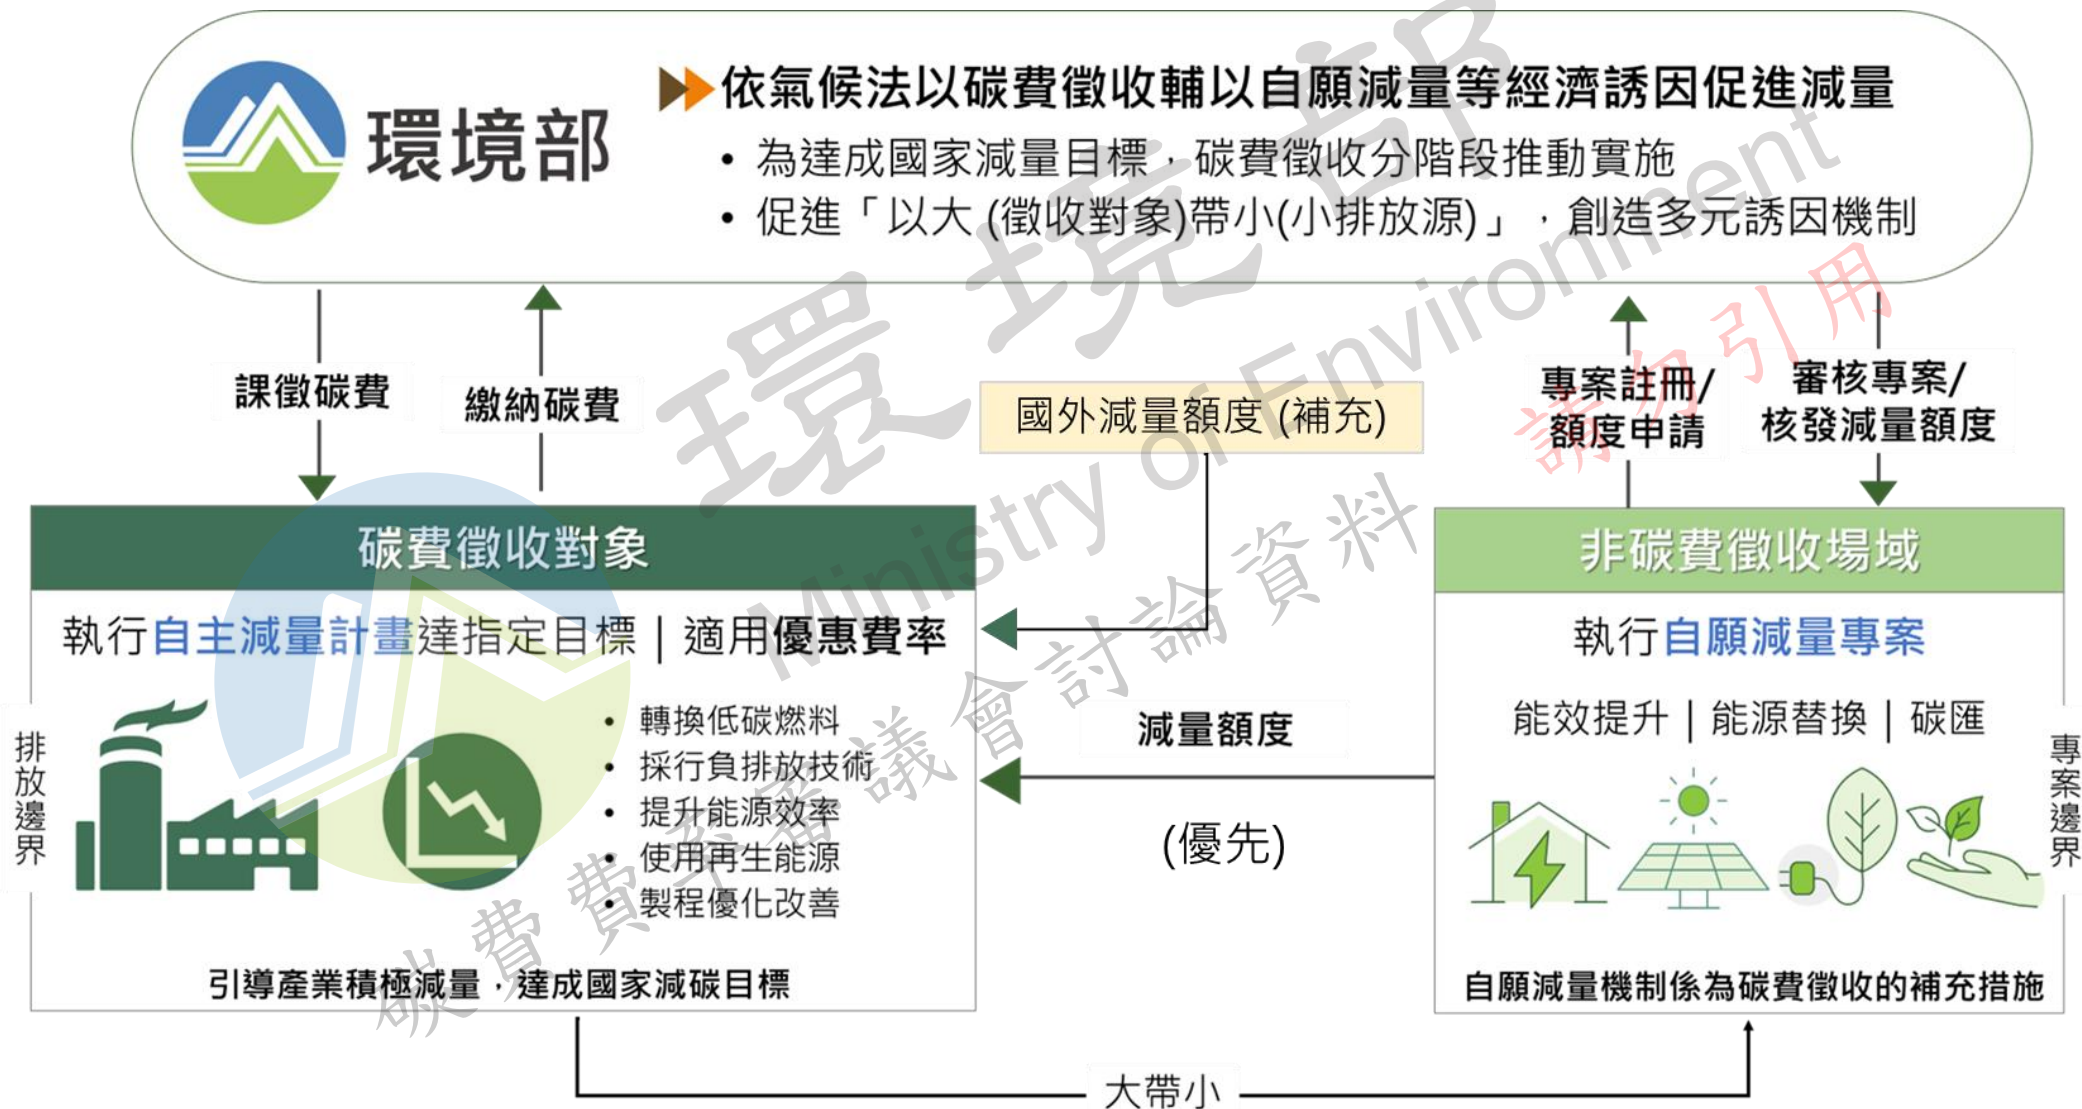 環境部
依氣候法以碳費徵收輔以自願減量等經濟誘因促進減量
• 為達成國家減量目標，碳費徵收分階段推動實施
• 促進「以大 (徵收對象)帶小(小排放源)」，創造多元誘因機制
課徵碳費
繳納碳費
國外減量額度 (補充)
專案註冊/
額度申請
審核專案/
核發減量額度
碳費徵收對象
執行自主減量計畫達指定目標 | 適用優惠費率
排放邊界
• 轉換低碳燃料
• 採行負排放技術
• 提升能源效率
• 使用再生能源
• 製程優化改善
引導產業積極減量，達成國家減碳目標
減量額度
(優先)
非碳費徵收場域
執行自願減量專案
能效提升 | 能源替換 | 碳匯
專案邊界
自願減量機制係為碳費徵收的補充措施
大帶小
環境部
Ministry of Environment
碳費費率審議會討論資料
請勿引用